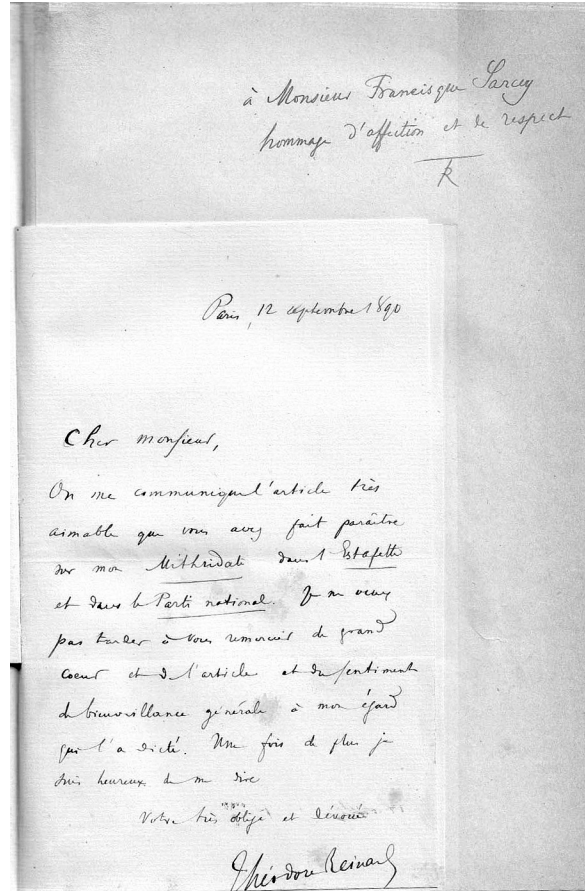 à Monsieur Francisque Sarcey
hommage d'affection et de respect
R
Paris, 12 septembre 1890
Cher monsieur,
On me communique l'article très
aimable que vous avez fait paraître
sur mon Mithridate dans l'Estafette
et dans le Parti national. Je ne veux
pas tarder à vous remercier de grand
coeur et de l'article et du sentiment
de bienveillance générale à mon égard
qui l'a dicté. Une fois de plus je
suis heureux de me dire
Votre très obligé et dévoué
Théodore Reinach